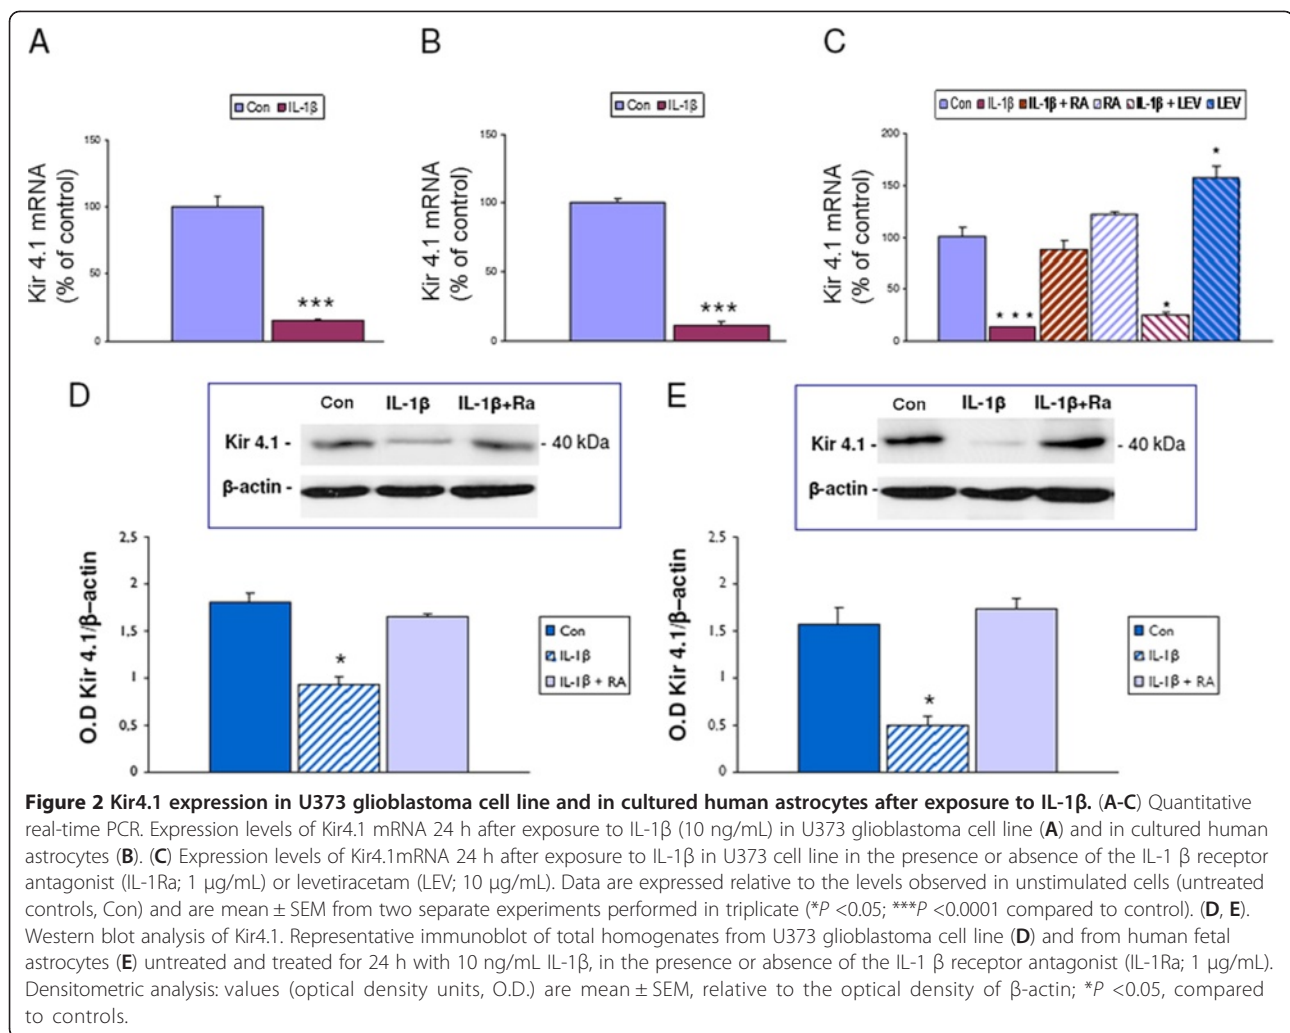 A
Con IL-1β
Kir 4.1 mRNA
(% of control)
150
100
50
0
***
B
Con IL-1β
Kir 4.1 mRNA
(% of control)
150
100
50
0
***
C
Con IL-1β IL-1β + RA RA IL-1β + LEV LEV
Kir 4.1 mRNA
(% of control)
200
150
100
50
0
* * *
*
*
D
Con IL-1β IL-1β+Ra
Kir 4.1 - - 40 kDa
β-actin -
O.D Kir 4.1/β–actin
2.5
2
1,5
1
0,5
0
*
Con
IL-1β
IL-1β + RA
E
Con IL-1β IL-1β+Ra
Kir 4.1 - - 40 kDa
β-actin -
O.D Kir 4.1/β–actin
2.5
2
1,5
1
0,5
0
*
Con
IL-1β
IL-1β + RA
Figure 2 Kir4.1 expression in U373 glioblastoma cell line and in cultured human astrocytes after exposure to IL-1β. (A-C) Quantitative
real-time PCR. Expression levels of Kir4.1 mRNA 24 h after exposure to IL-1β (10 ng/mL) in U373 glioblastoma cell line (A) and in cultured human
astrocytes (B). (C) Expression levels of Kir4.1mRNA 24 h after exposure to IL-1β in U373 cell line in the presence or absence of the IL-1 β receptor
antagonist (IL-1Ra; 1 μg/mL) or levetiracetam (LEV; 10 μg/mL). Data are expressed relative to the levels observed in unstimulated cells (untreated
controls, Con) and are mean ± SEM from two separate experiments performed in triplicate (*P <0.05; ***P <0.0001 compared to control). (D, E).
Western blot analysis of Kir4.1. Representative immunoblot of total homogenates from U373 glioblastoma cell line (D) and from human fetal
astrocytes (E) untreated and treated for 24 h with 10 ng/mL IL-1β, in the presence or absence of the IL-1 β receptor antagonist (IL-1Ra; 1 μg/mL).
Densitometric analysis: values (optical density units, O.D.) are mean ± SEM, relative to the optical density of β-actin; *P <0.05, compared
to controls.